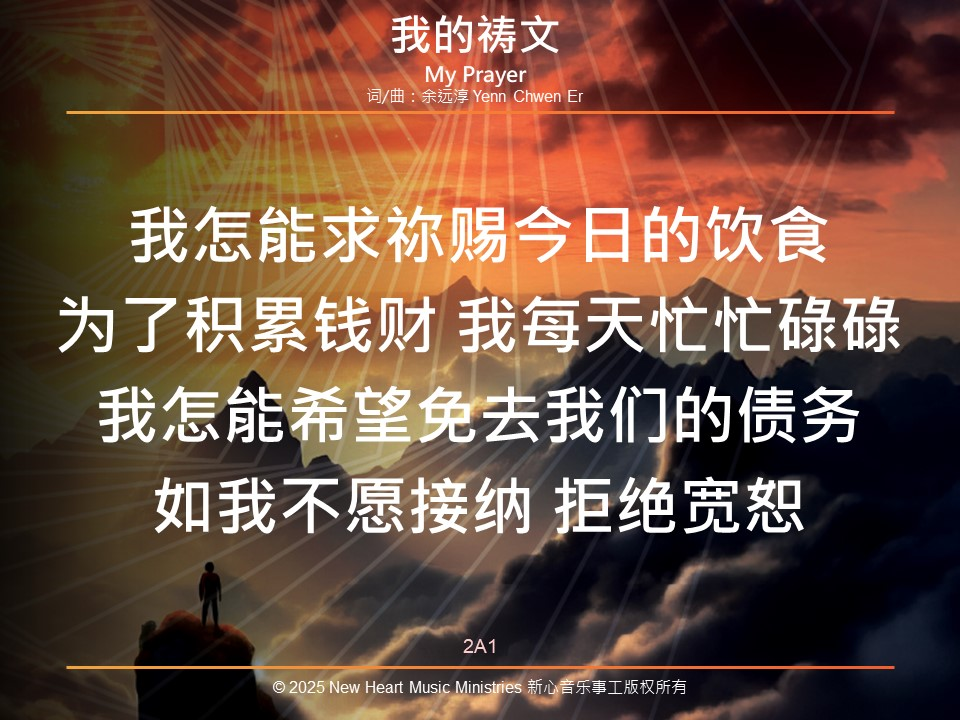 我的祷文
My Prayer
词/曲：余远淳 Yenn Chwen Er
我怎能求祢赐今日的饮食
为了积累钱财 我每天忙忙碌碌
我怎能希望免去我们的债务
如我不愿接纳 拒绝宽恕
2A1
© 2025 New Heart Music Ministries 新心音乐事工版权所有